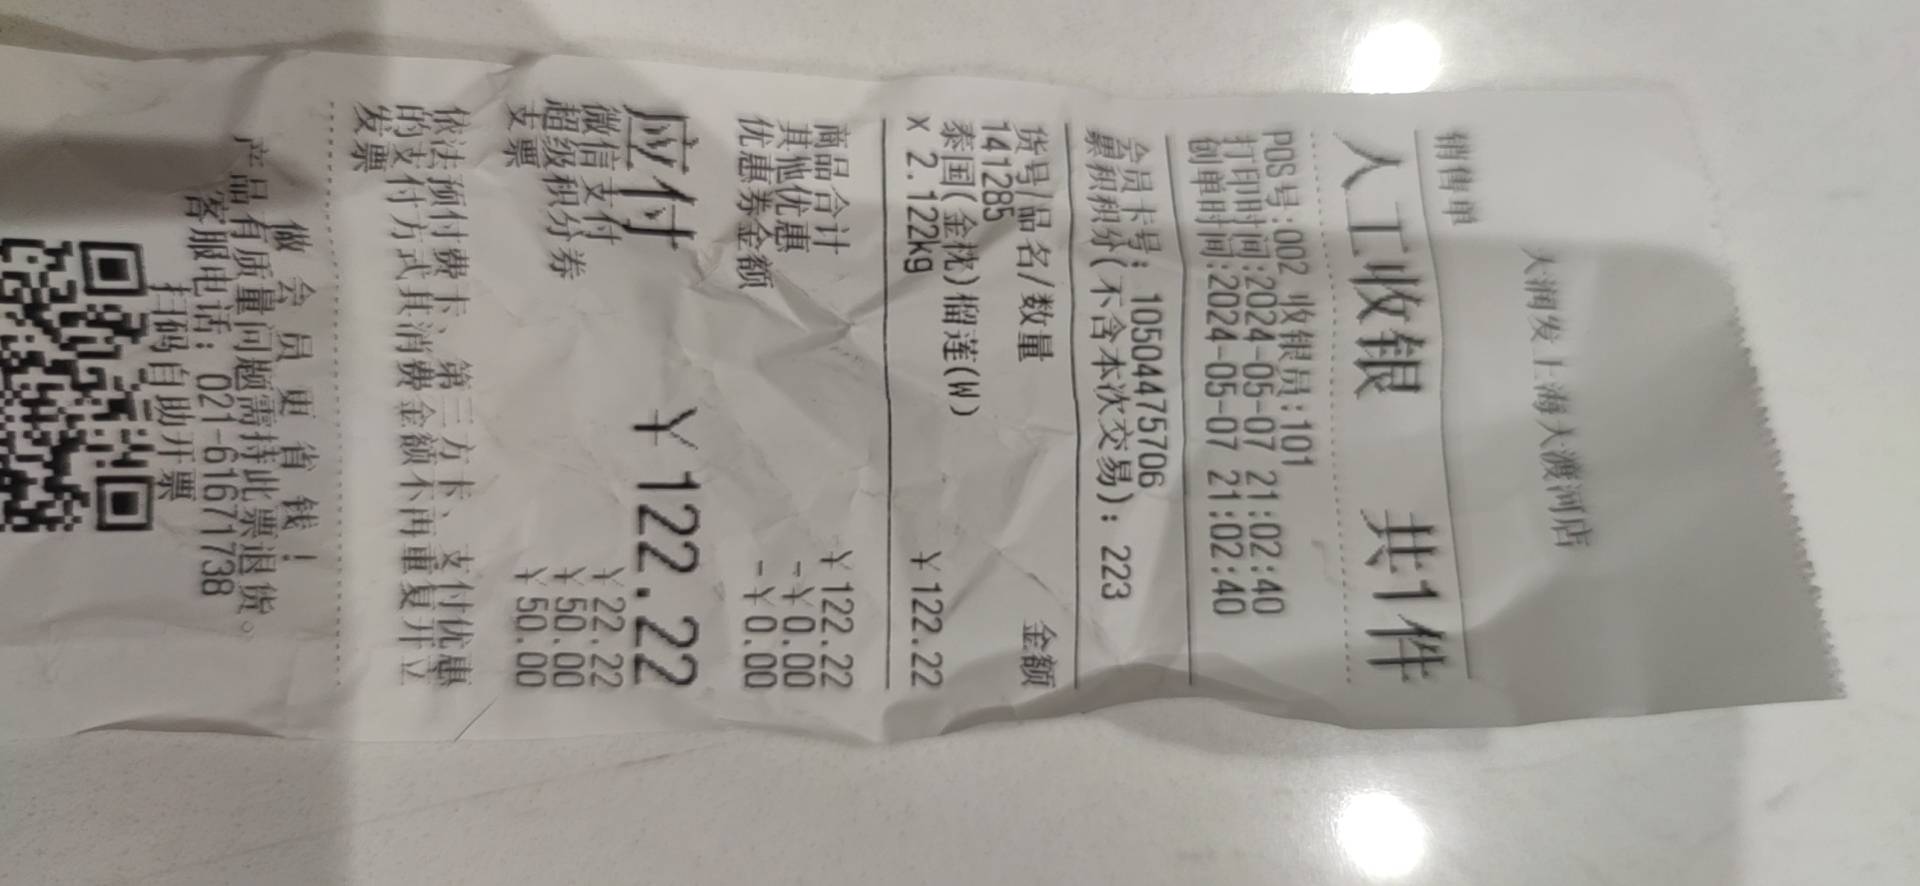 大润发上海大渡河店
销售单
人工收银 共1件
POS号:002 收银员:101
打印时间:2024-05-07 21:02:40
创单时间:2024-05-07 21:02:40
会员卡号: 1050447​5706
累积积分(不含本次交易): 223
货号/品名/数量 金额
141285
泰国(金枕)榴莲(W)
x 2.122kg ￥122.22
商品合计 ￥122.22
其他优惠 -￥0.00
优惠券金额 -￥0.00
应付 ￥122.22
微信支付 ￥22.22
超级积分券 ￥50.00
支票 ￥50.00
依法预付费卡、第三方卡、支付优惠
的支付方式其消费金额不再重复开立
发票
做会员更省钱!
产品有质量问题需持此票退货。
客服电话: 021-61671738
扫码自助开票